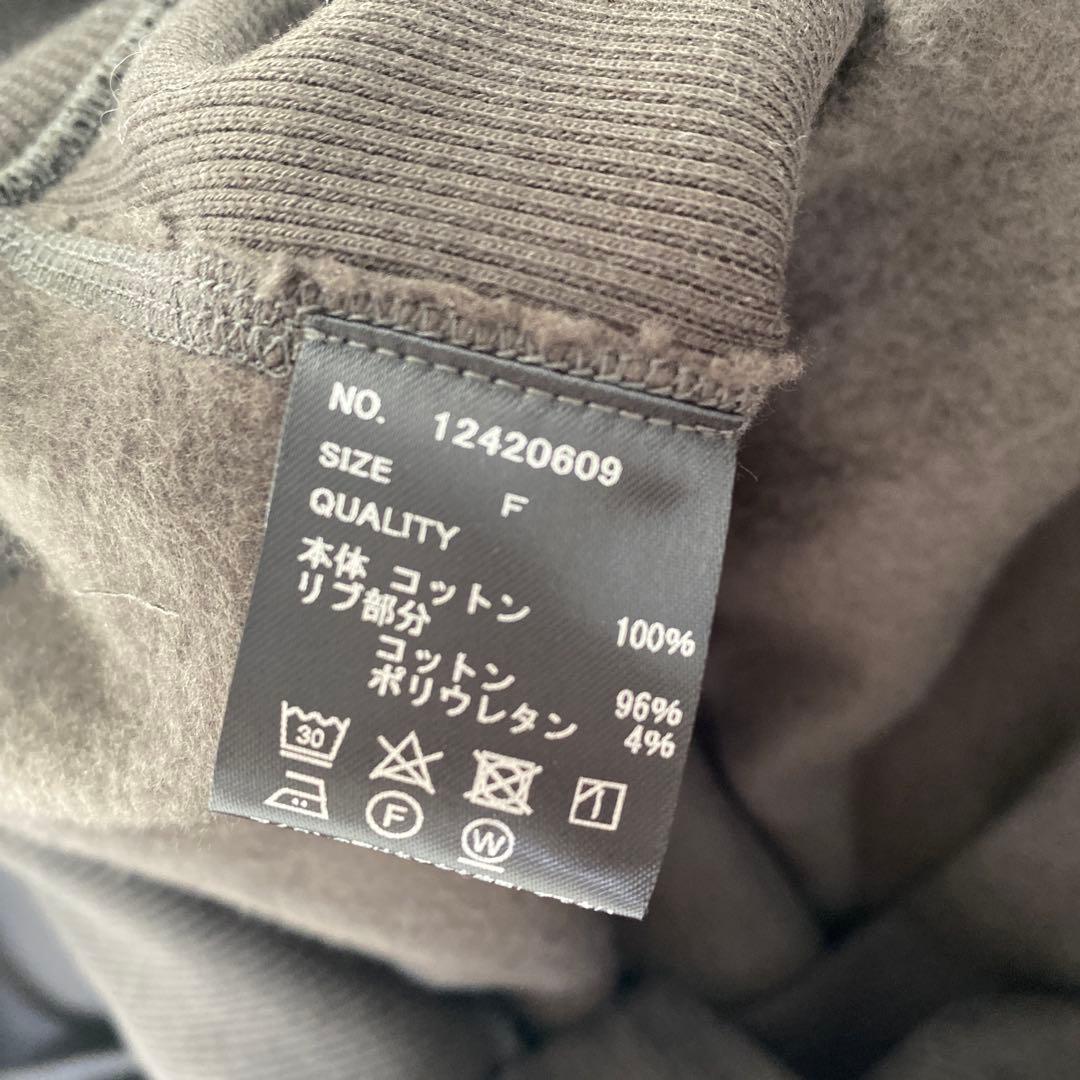 NO. 12420609
SIZE F
QUALITY
本体 コットン 100%
リブ部分
コットン 96%
ポリウレタン 4%
30
F W